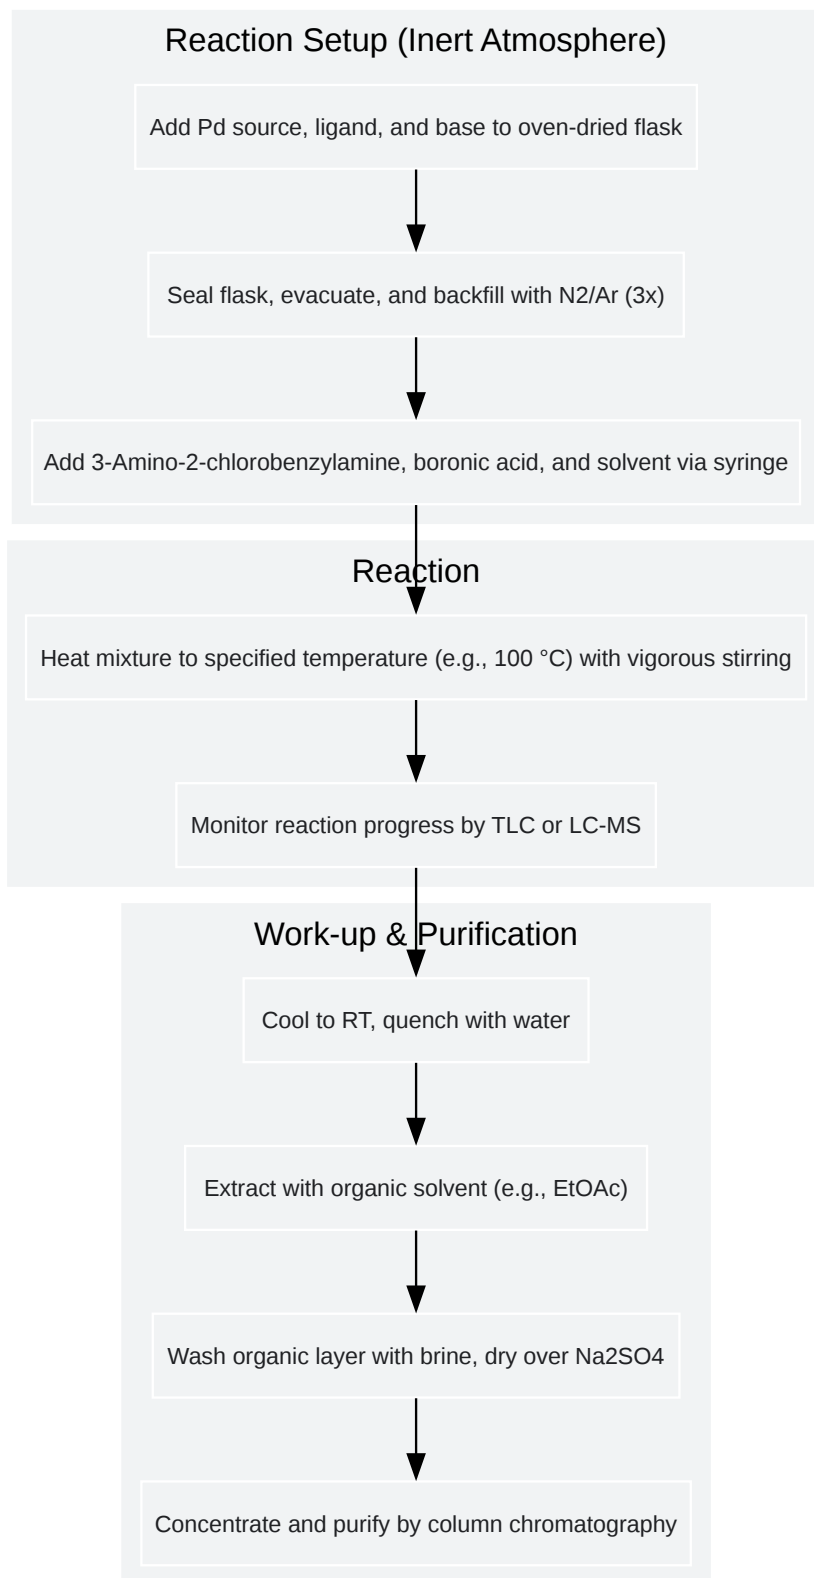 Reaction Setup (Inert Atmosphere)
Add Pd source, ligand, and base to oven-dried flask
Seal flask, evacuate, and backfill with N2/Ar (3x)
Add 3-Amino-2-chlorobenzylamine, boronic acid, and solvent via syringe
Reaction
Heat mixture to specified temperature (e.g., 100 °C) with vigorous stirring
Monitor reaction progress by TLC or LC-MS
Work-up & Purification
Cool to RT, quench with water
Extract with organic solvent (e.g., EtOAc)
Wash organic layer with brine, dry over Na2SO4
Concentrate and purify by column chromatography